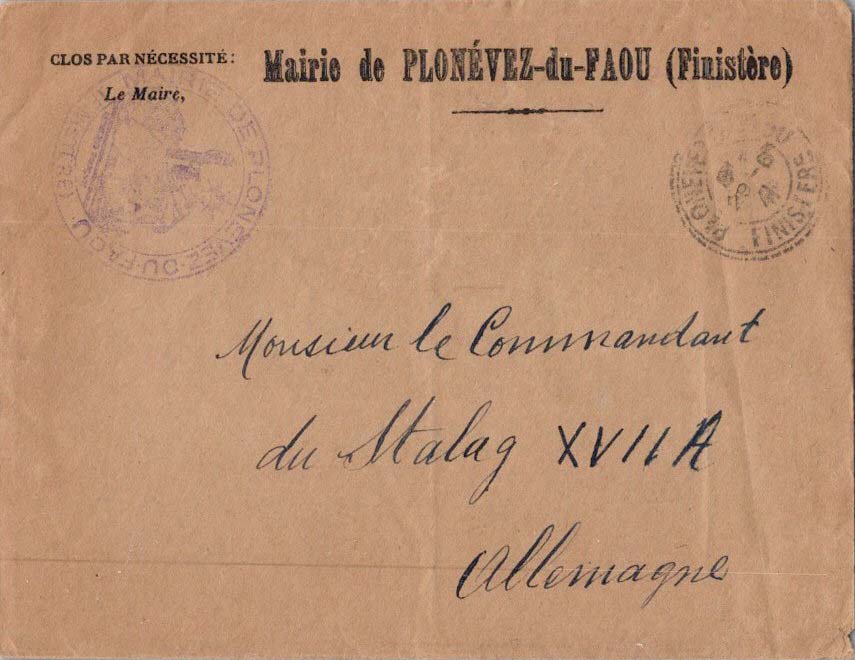 CLOS PAR NÉCESSITÉ :
Le Maire,
Mairie de PLONÉVEZ-du-FAOU (Finistère)
MAIRIE DE PLONÉVEZ-DU-FAOU
FINISTERE
Monsieur le Commandant
du Stalag XVII A
Allemagne